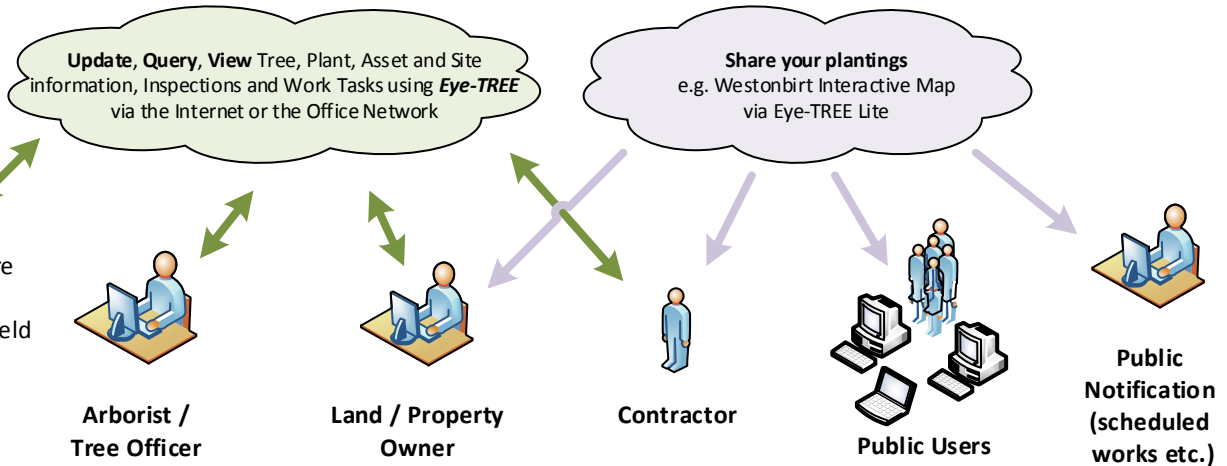 Update, Query, View Tree, Plant, Asset and Site
information, Inspections and Work Tasks using Eye-TREE
via the Internet or the Office Network
Share your plantings
e.g. Westonbirt Interactive Map
via Eye-TREE Lite
Arborist /
Tree Officer
Land / Property
Owner
Contractor
Public Users
Public
Notification
(scheduled
works etc.)